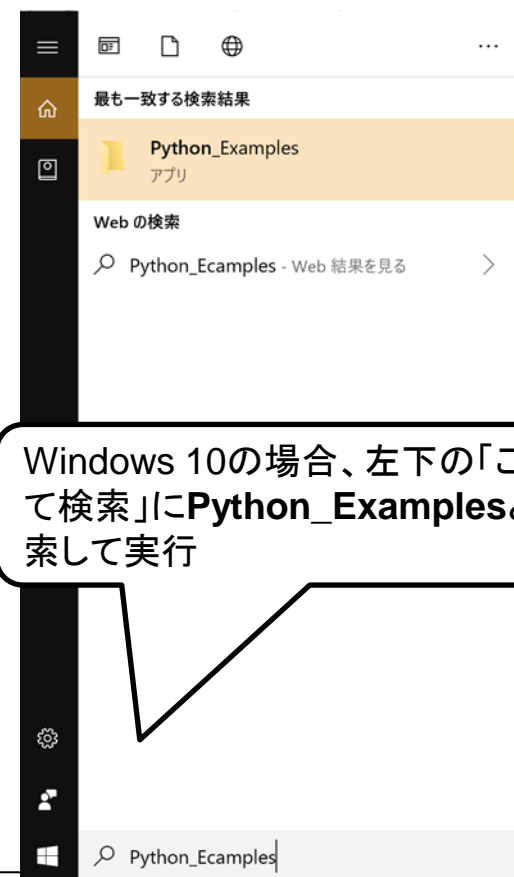 最も一致する検索結果
Python_Examples
アプリ
Web の検索
Python_Ecamples - Web 結果を見る
Windows 10の場合、左下の「こ
て検索」にPython_Examples
索して実行
Python_Ecamples